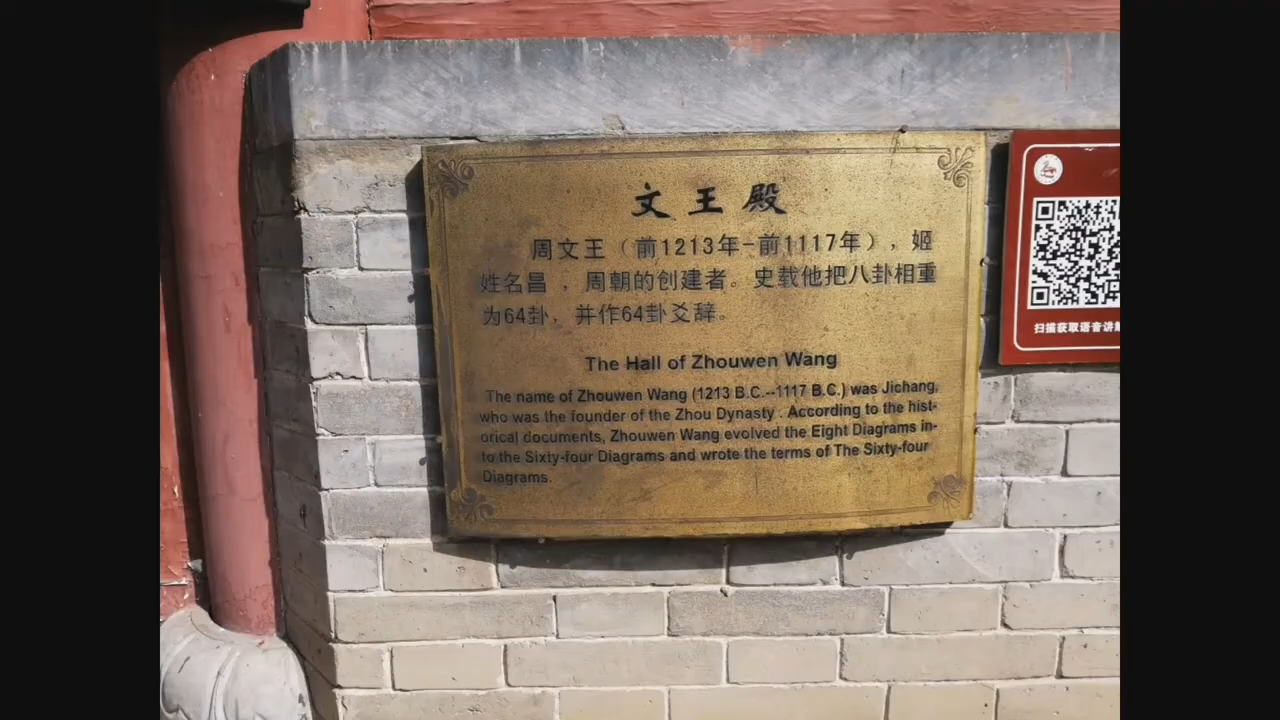 文王殿
周文王（前1213年-前1117年），姬
姓名昌，周朝的创建者。史载他把八卦相重
为64卦，并作64卦爻辞。
The Hall of Zhouwen Wang
The name of Zhouwen Wang (1213 B.C.--1117 B.C.) was Jichang,
who was the founder of the Zhou Dynasty . According to the hist-
orical documents, Zhouwen Wang evolved the Eight Diagrams in-
to the Sixty-four Diagrams and wrote the terms of The Sixty-four
Diagrams.
扫描获取语音讲解